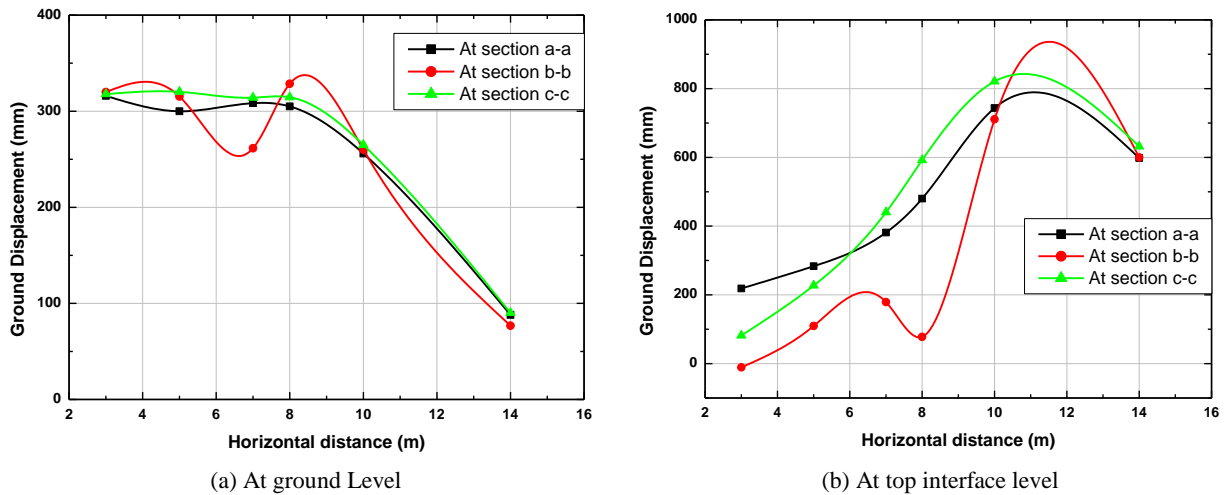 400
300
200
100
0
2 4 6 8 10 12 14 16
Ground Displacement (mm)
Horizontal distance (m)
At section a-a
At section b-b
At section c-c
(a) At ground Level
1000
800
600
400
200
0
2 4 6 8 10 12 14 16
Ground Displacement (mm)
Horizontal distance (m)
At section a-a
At section b-b
At section c-c
(b) At top interface level